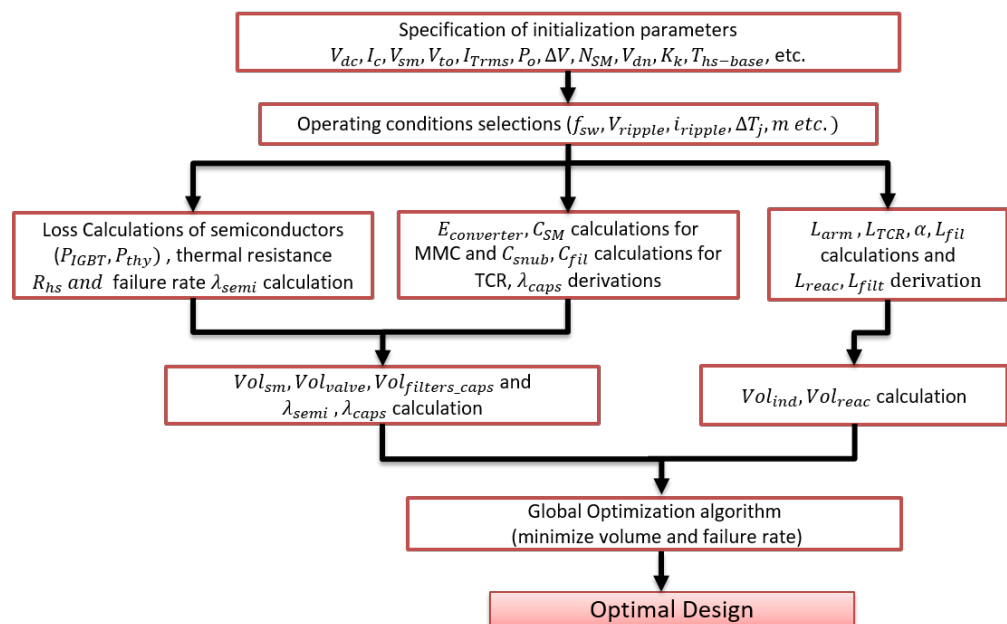 Specification of initialization parameters
V_dc, I_c, V_sm, V_to, I_Trms, P_o, ΔV, N_SM, V_dn, K_k, T_hs−base, etc.
Operating conditions selections (f_sw, V_ripple, i_ripple, ΔT_j, m etc.)
Loss Calculations of semiconductors
(P_IGBT, P_thy) , thermal resistance
R_hs and failure rate λ_semi calculation
E_converter, C_SM calculations for
MMC and C_snub, C_fil calculations for
TCR, λ_caps derivations
L_arm, L_TCR, α, L_fil
calculations and
L_reac, L_filt derivation
Vol_sm, Vol_valve, Vol_filters_caps and
λ_semi , λ_caps calculation
Vol_ind, Vol_reac calculation
Global Optimization algorithm
(minimize volume and failure rate)
Optimal Design